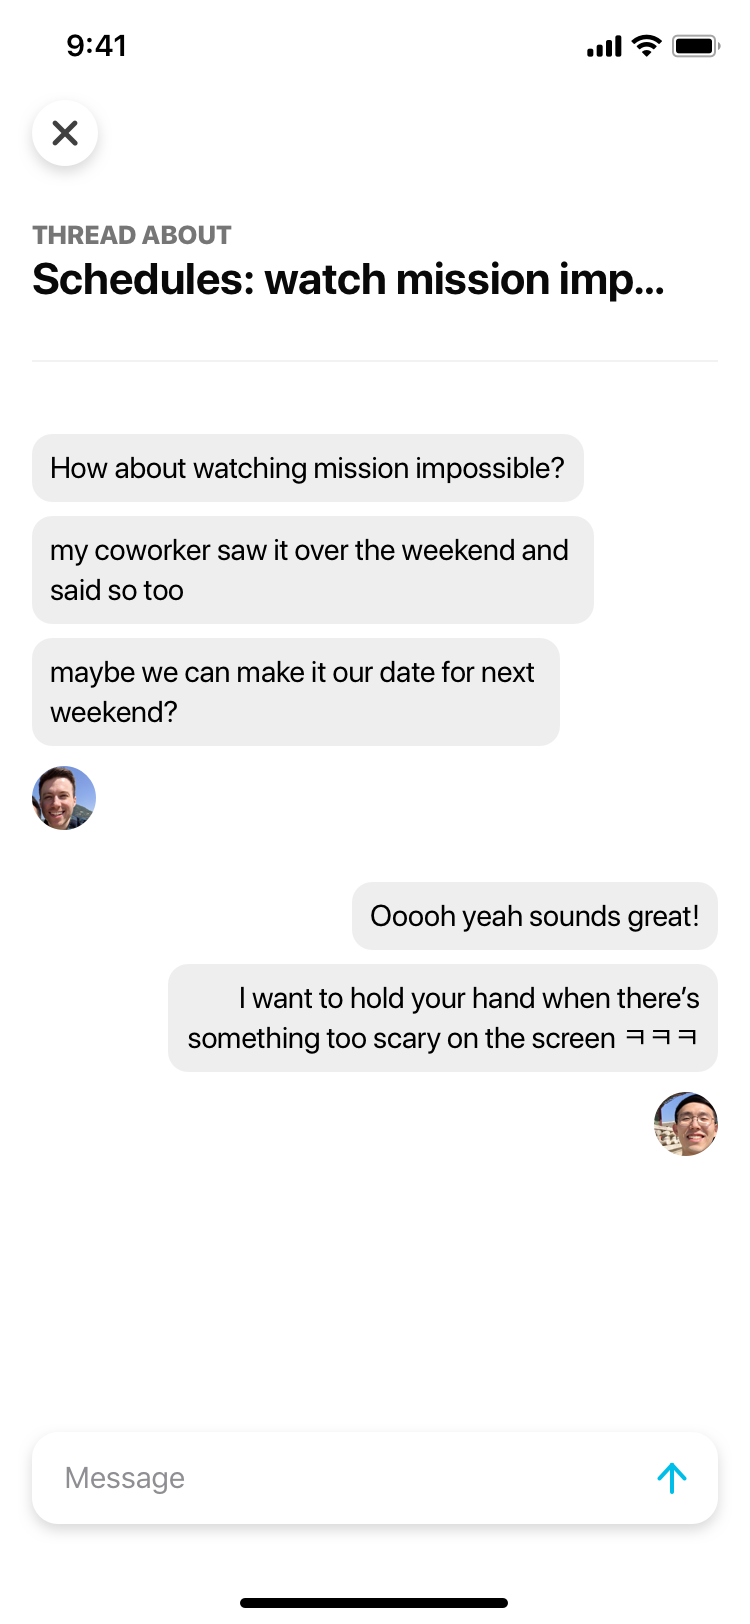 9:41
THREAD ABOUT
Schedules: watch mission imp...
How about watching mission impossible?
my coworker saw it over the weekend and
said so too
maybe we can make it our date for next
weekend?
Ooooh yeah sounds great!
I want to hold your hand when there’s
something too scary on the screen ㅋㅋㅋ
Message